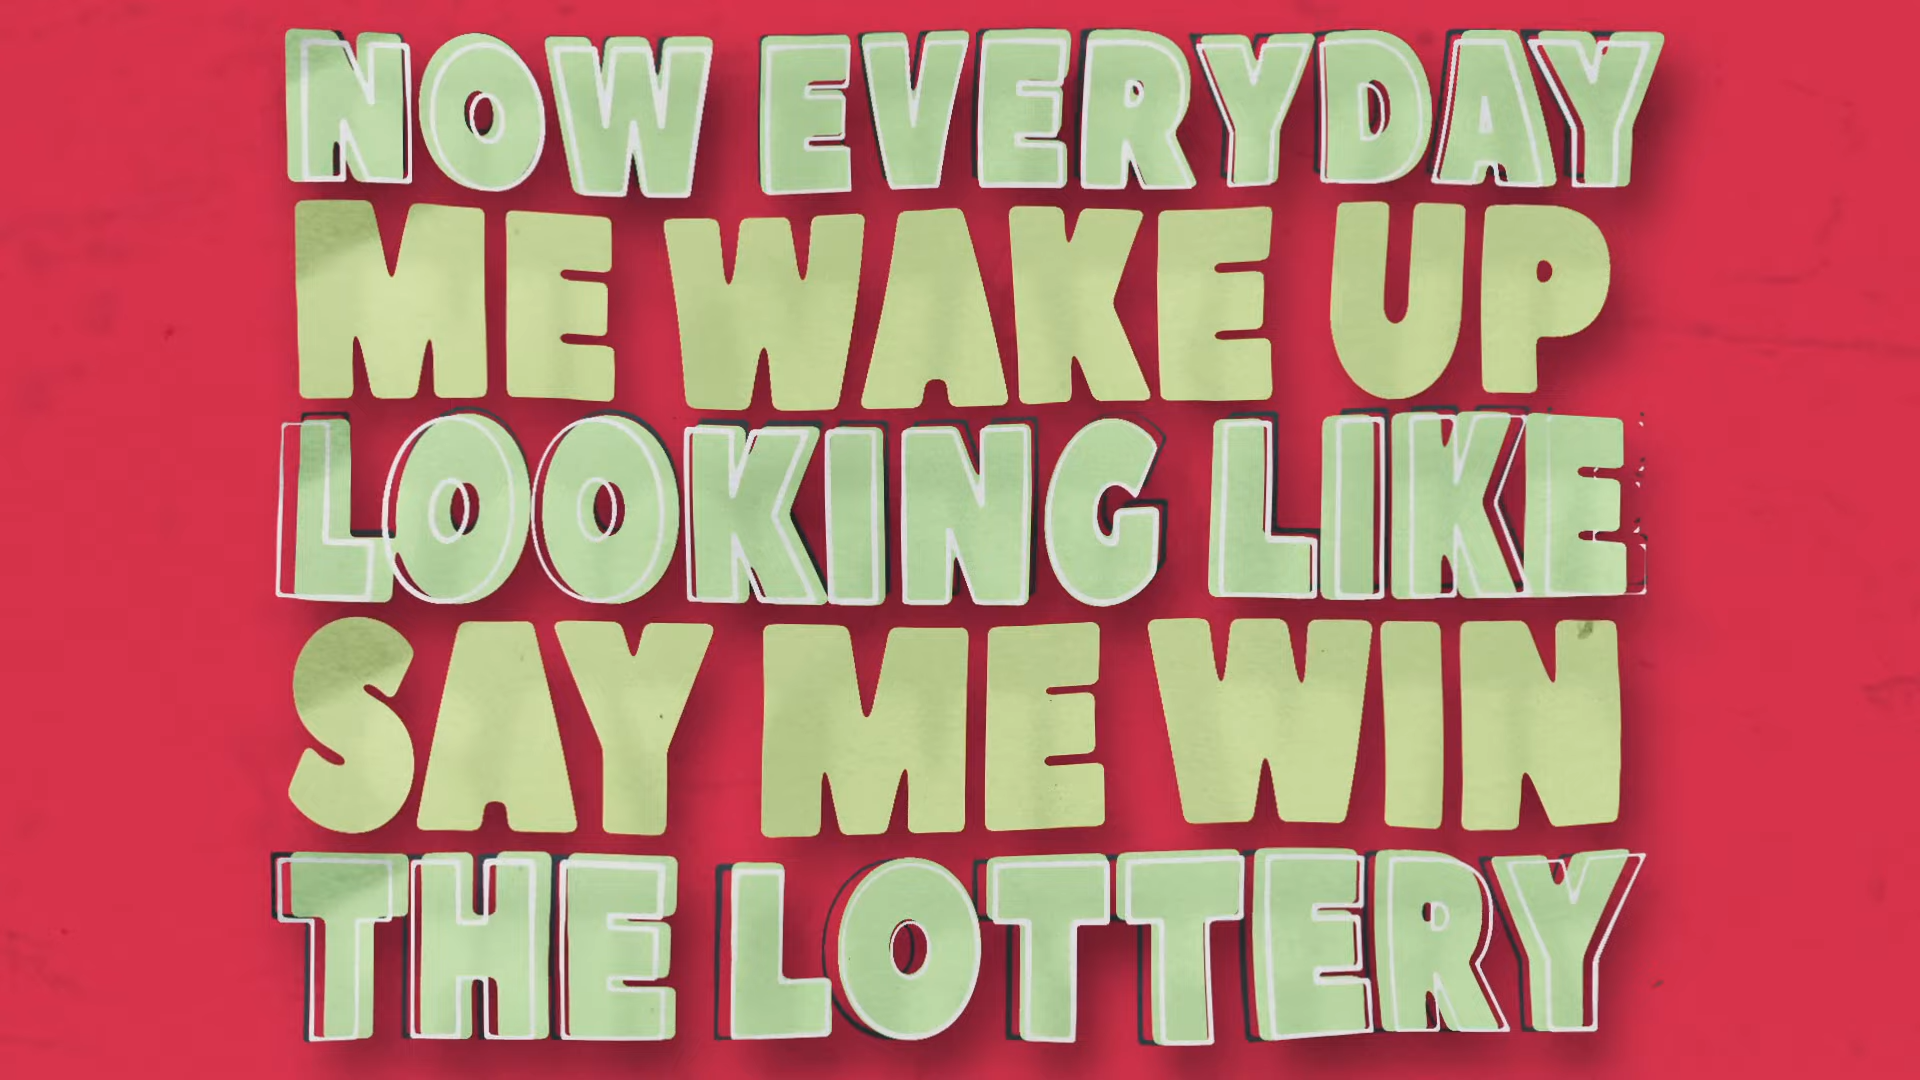 NOW EVERYDAY
ME WAKE UP
LOOKING LIKE
SAY ME WIN
THE LOTTERY